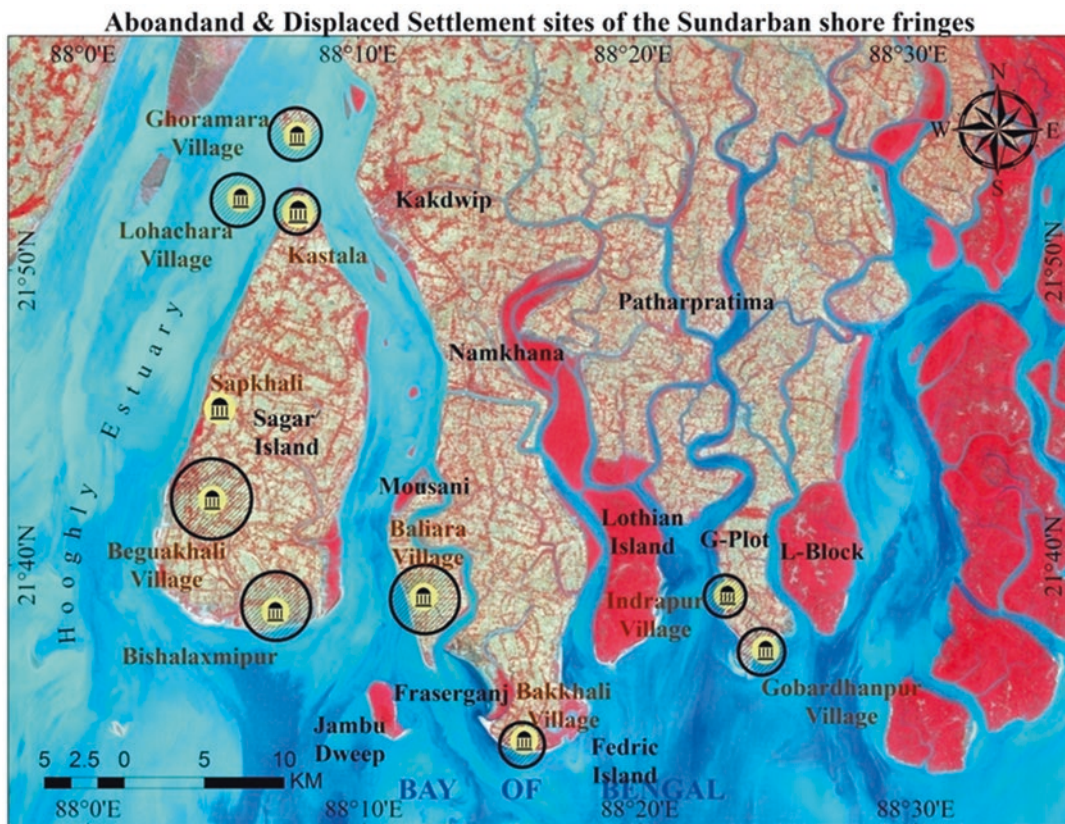 Aboandand & Displaced Settlement sites of the Sundarban shore fringes
88°0'E 88°10'E 88°20'E 88°30'E
N
W E
S
Ghoramara
Village
Kakdwip
Lohachara
Village
Kastala
21°50'N
21°50'N
Patharpratima
Namkhana
Hooghly Estuary
Sapkhali
Sagar
Island
Mousani
Baliara
Village
Lothian
Island
G-Plot
L-Block
Beguakhali
Village
21°40'N
21°40'N
Indrapur
Village
Bishalaxmipur
Gobardhanpur
Village
Fraserganj
Bakkhali
Village
Jambu
Dweep
Fedric
Island
5 2.5 0 5 10
KM
BAY OF BENGAL
88°0'E 88°10'E 88°20'E 88°30'E